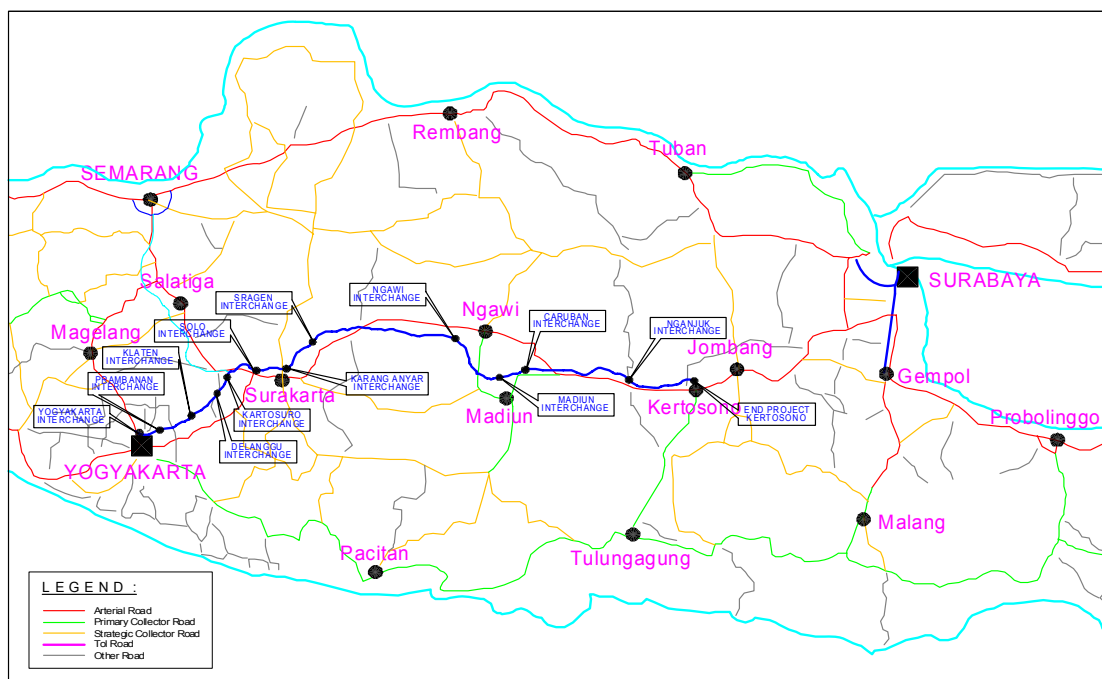 Rembang
Tuban
SEMARANG
SURABAYA
Salatiga
SRAGEN
INTERCHANGE
NGAWI
INTERCHANGE
Ngawi
CARUBAN
INTERCHANGE
NGANJUK
INTERCHANGE
Magelang
SOLO
INTERCHANGE
Jombang
KLATEN
INTERCHANGE
PRAMBANAN
INTERCHANGE
Surakarta
KARANG ANYAR
INTERCHANGE
Gempol
YOGYAKARTA
INTERCHANGE
KARTOSURO
INTERCHANGE
Madiun
MADIUN
INTERCHANGE
Kertosono
END PROJECT
KERTOSONO
Probolinggo
DELANGGU
INTERCHANGE
YOGYAKARTA
Malang
Pacitan
Tulungagung
LEGEND :
Arterial Road
Primary Collector Road
Strategic Collector Road
Tol Road
Other Road